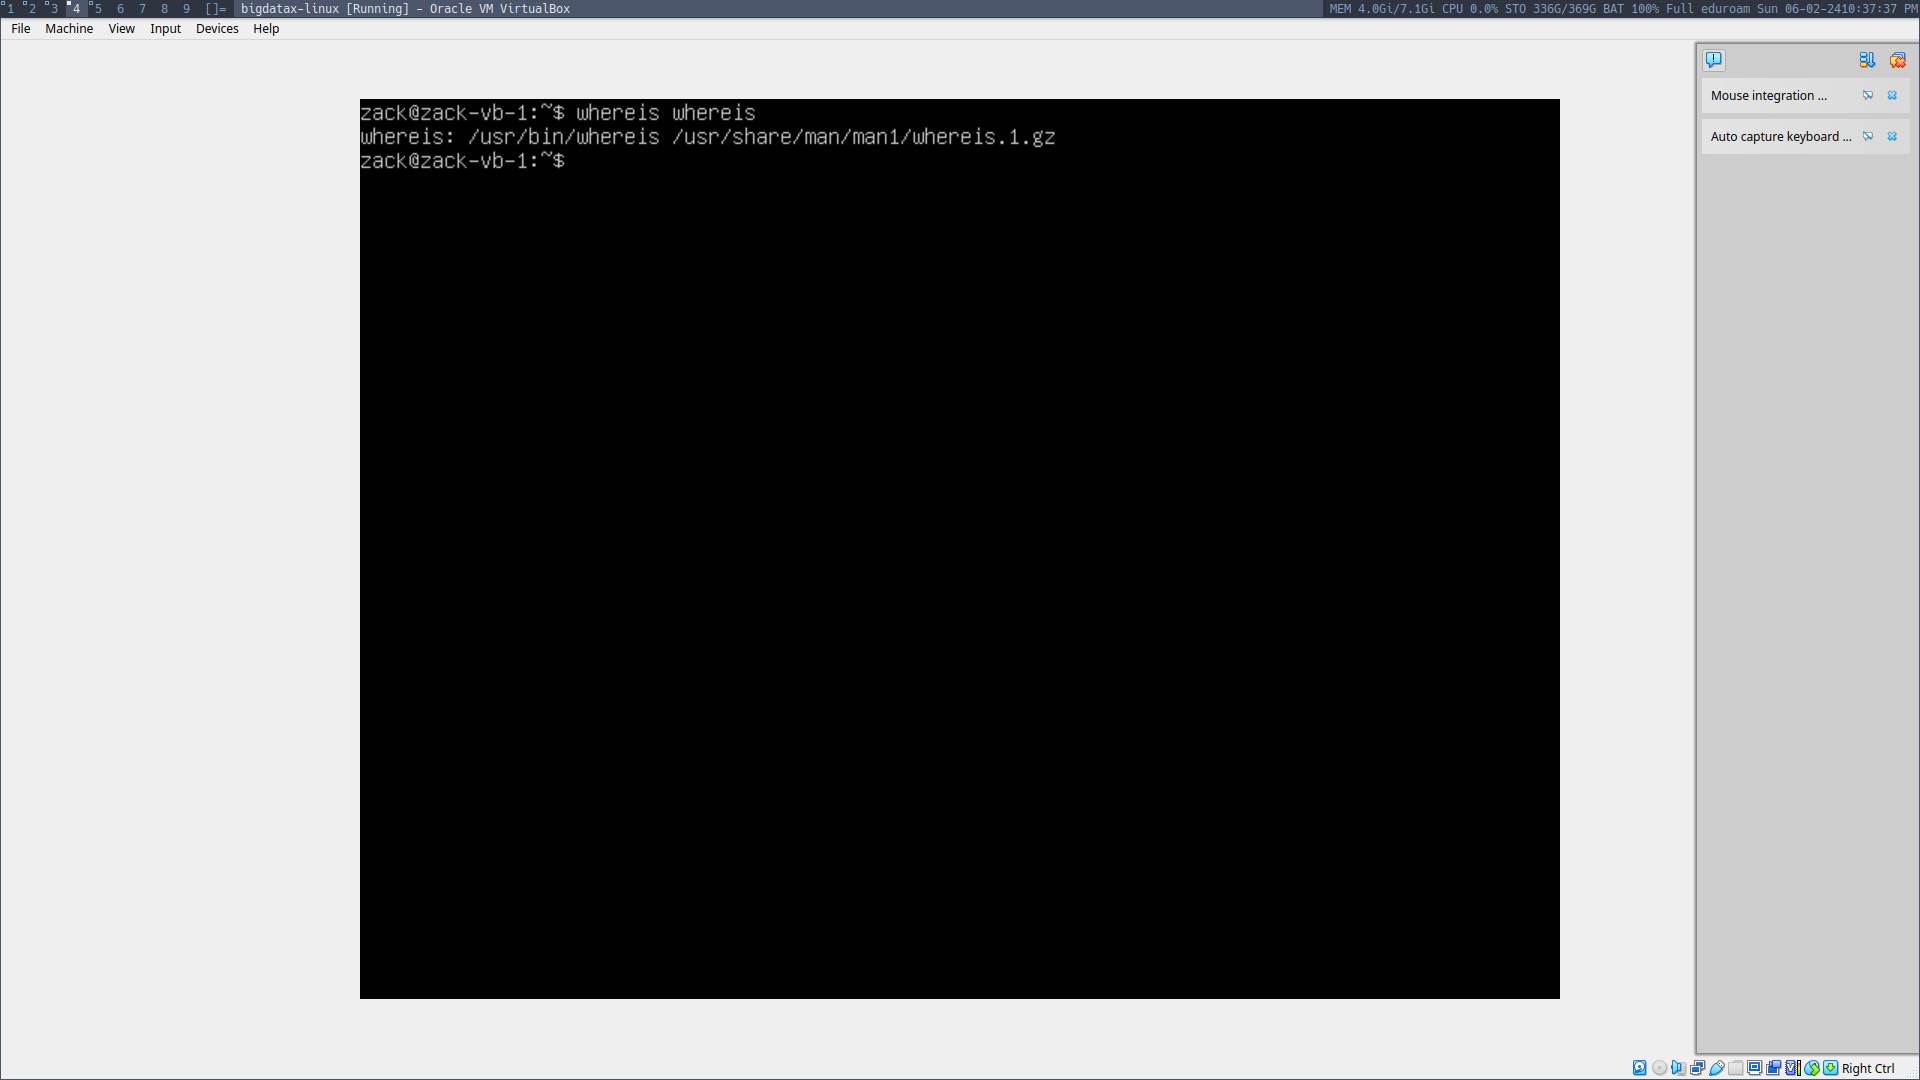 1 2 3 4 5 6 7 8 9 []= bigdatax-linux [Running] - Oracle VM VirtualBox MEM 4.0Gi/7.1Gi CPU 0.0% STO 336G/369G BAT 100% Full eduroam Sun 06-02-2410:37:37 PM
File Machine View Input Devices Help
Mouse integration ...
Auto capture keyboard ...
zack@zack-vb-1:~$ whereis whereis
whereis: /usr/bin/whereis /usr/share/man/man1/whereis.1.gz
zack@zack-vb-1:~$
Right Ctrl